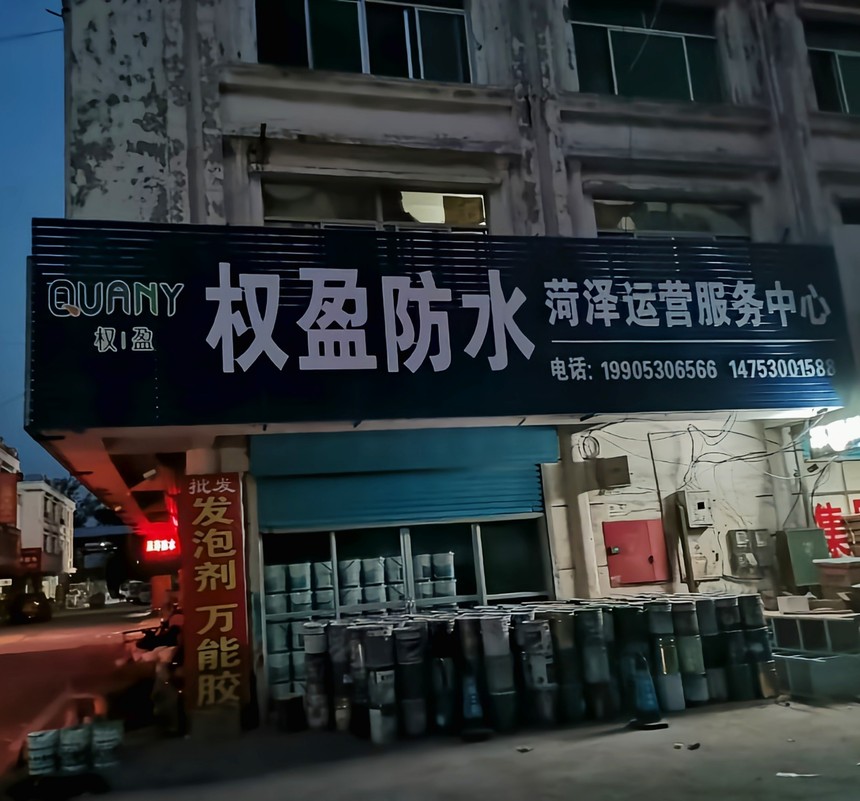 QUANY
权盈
权盈防水
菏泽运营服务中心
电话: 19905306566 14753001588
批发
发泡剂 万能胶
集